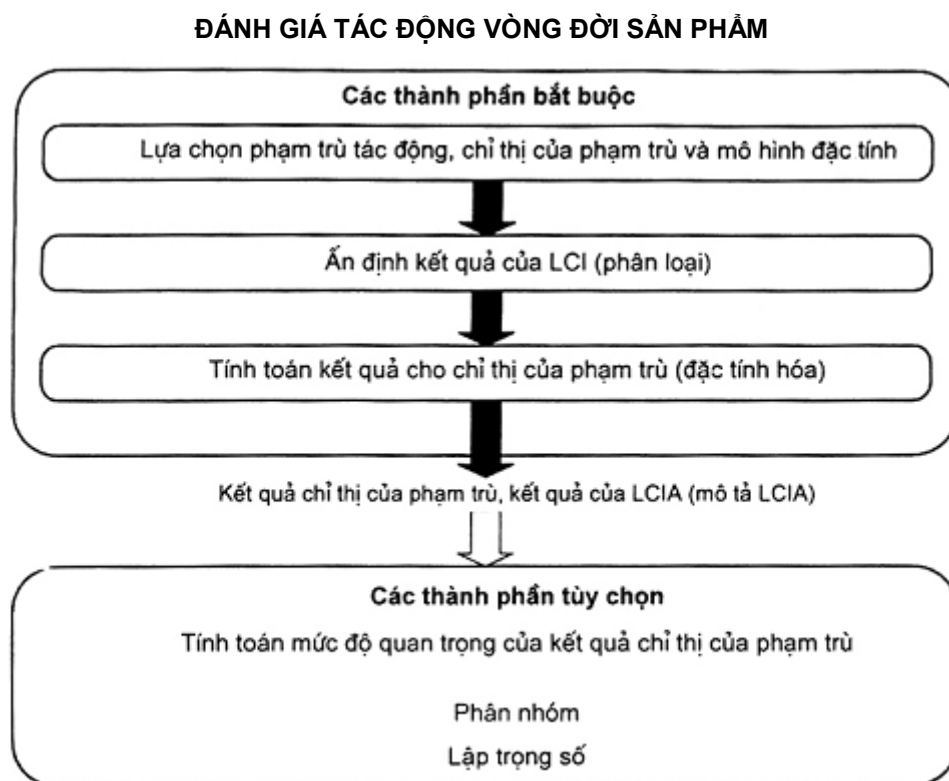 ĐÁNH GIÁ TÁC ĐỘNG VÒNG ĐỜI SẢN PHẨM
Các thành phần bắt buộc
Lựa chọn phạm trù tác động, chỉ thị của phạm trù và mô hình đặc tính
Ấn định kết quả của LCI (phân loại)
Tính toán kết quả cho chỉ thị của phạm trù (đặc tính hóa)
Kết quả chỉ thị của phạm trù, kết quả của LCIA (mô tả LCIA)
Các thành phần tùy chọn
Tính toán mức độ quan trọng của kết quả chỉ thị của phạm trù
Phân nhóm
Lập trọng số